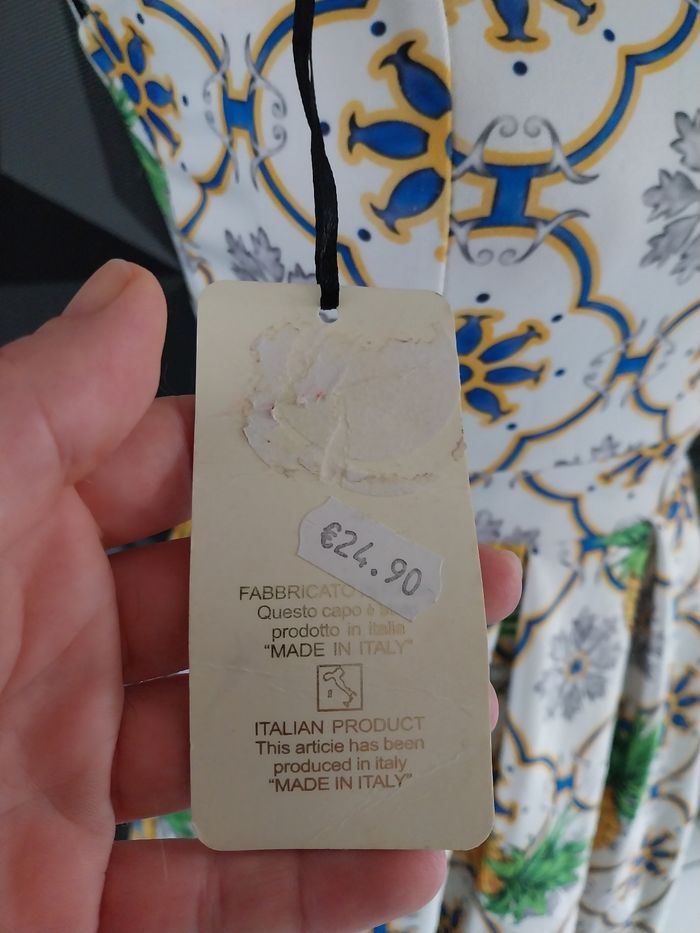 €24.90
FABBRICATO
Questo capo è
prodotto in italia
"MADE IN ITALY"
ITALIAN PRODUCT
This articie has been
produced in italy
"MADE IN ITALY"